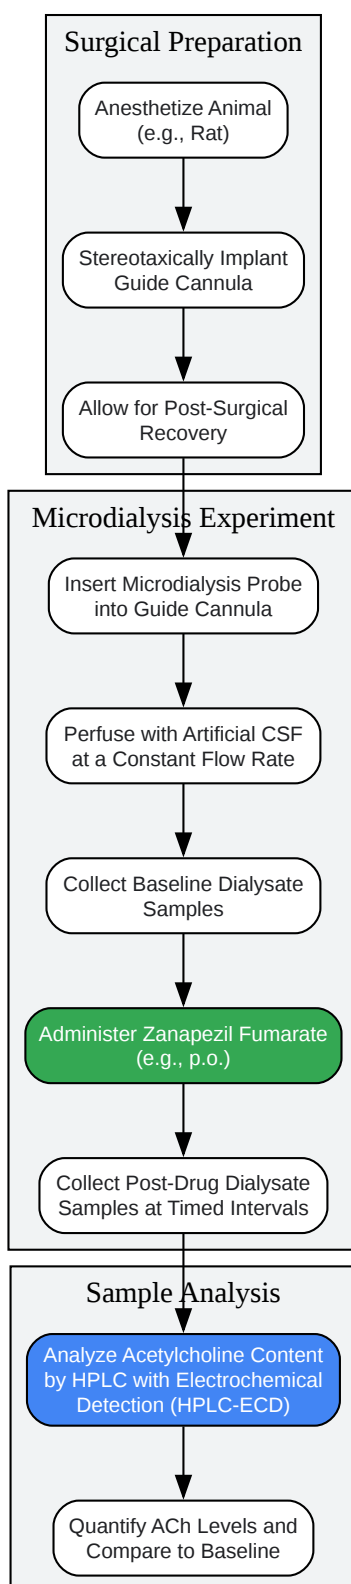 Surgical Preparation
Anesthetize Animal
(e.g., Rat)
Stereotaxically Implant
Guide Cannula
Allow for Post-Surgical
Recovery
Microdialysis Experiment
Insert Microdialysis Probe
into Guide Cannula
Perfuse with Artificial CSF
at a Constant Flow Rate
Collect Baseline Dialysate
Samples
Administer Zanapezil Fumarate
(e.g., p.o.)
Collect Post-Drug Dialysate
Samples at Timed Intervals
Sample Analysis
Analyze Acetylcholine Content
by HPLC with Electrochemical
Detection (HPLC-ECD)
Quantify ACh Levels and
Compare to Baseline